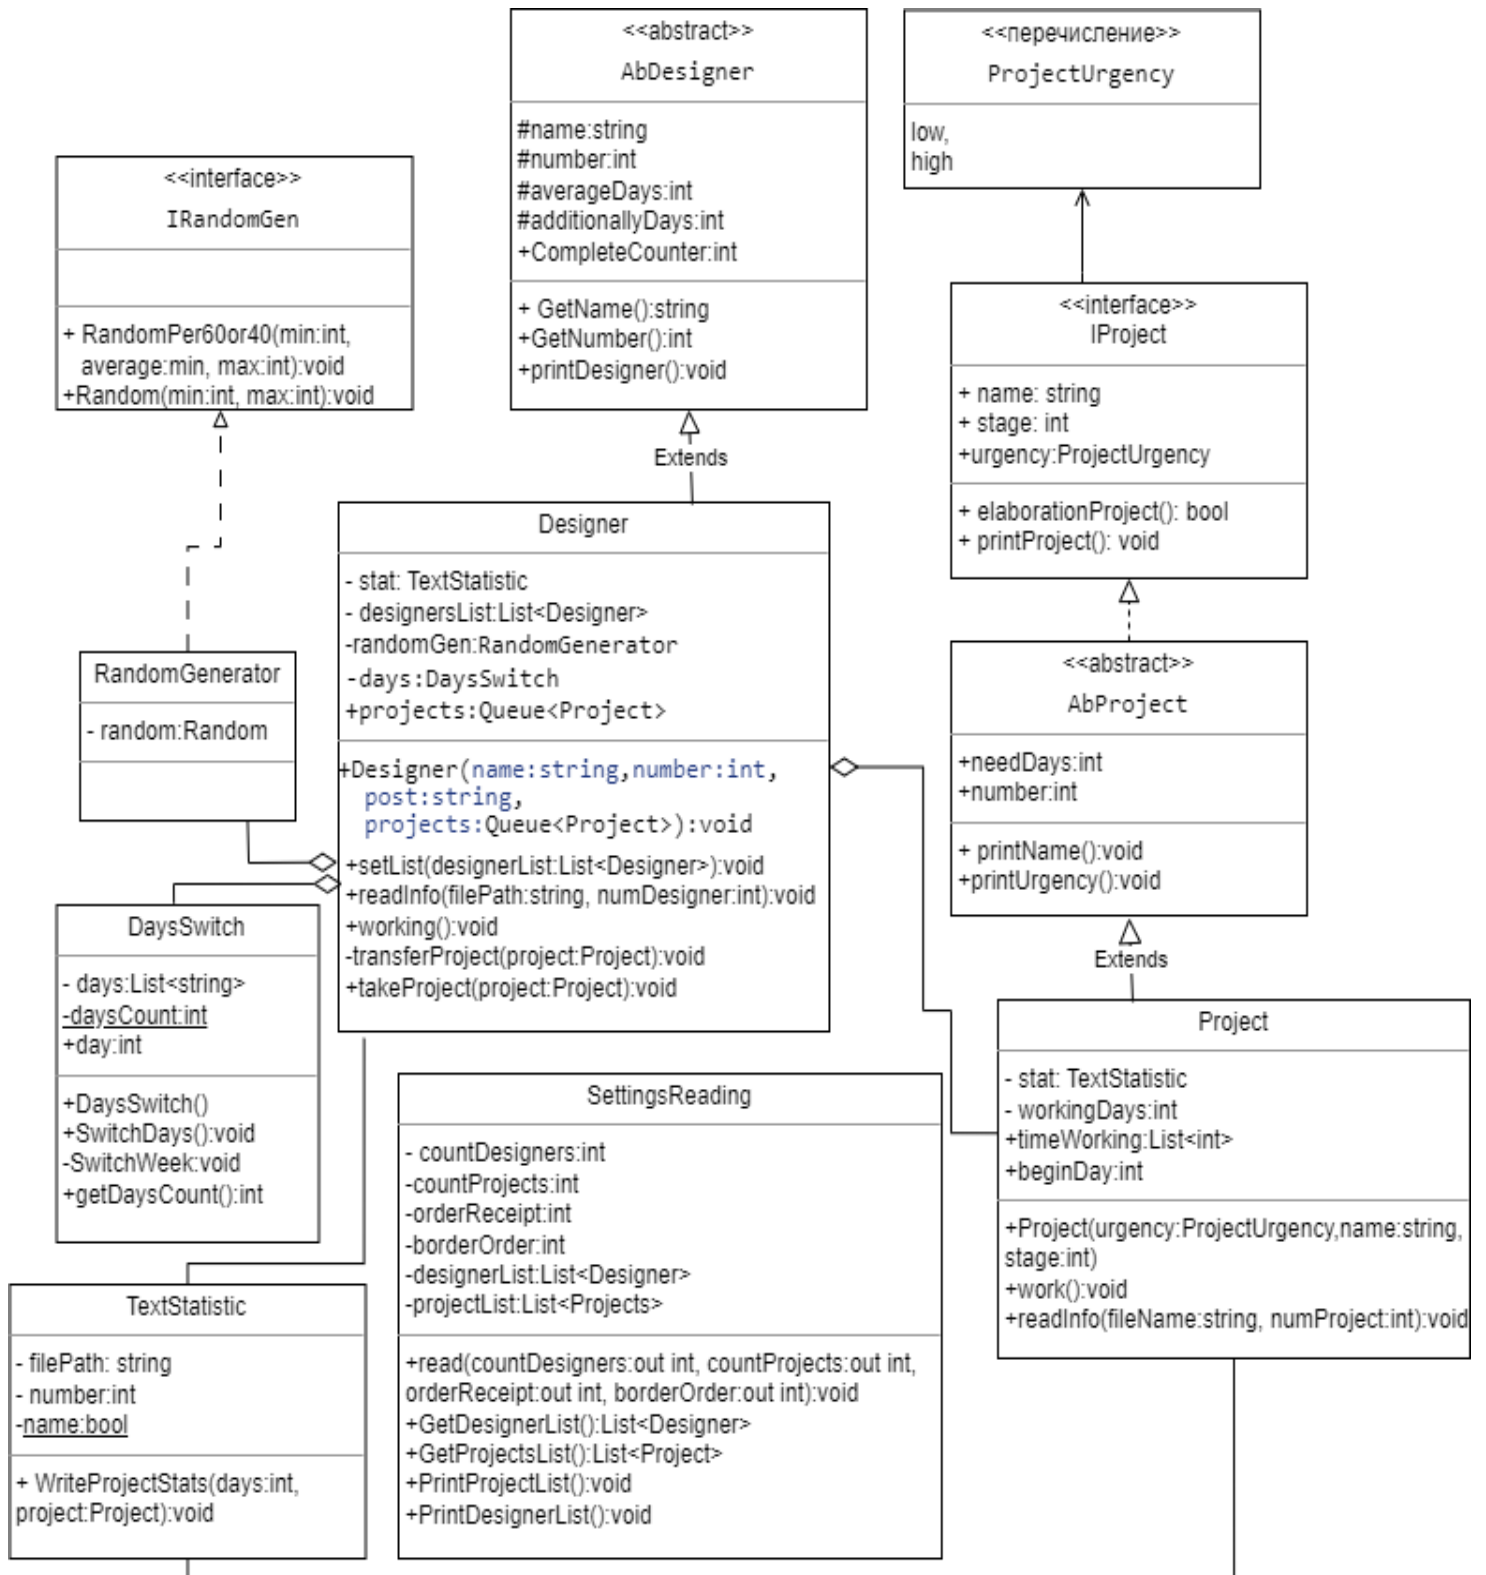 <<abstract>>
AbDesigner
#name:string
#number:int
#averageDays:int
#additionallyDays:int
+CompleteCounter:int
+ GetName():string
+GetNumber():int
+printDesigner():void
<<перечисление>>
ProjectUrgency
low,
high
<<interface>>
IRandomGen
+ RandomPer60or40(min:int,
average:min, max:int):void
+Random(min:int, max:int):void
<<interface>>
IProject
+ name: string
+ stage: int
+urgency:ProjectUrgency
+ elaborationProject(): bool
+ printProject(): void
Extends
Designer
- stat: TextStatistic
- designersList:List<Designer>
-randomGen:RandomGenerator
-days:DaysSwitch
+projects:Queue<Project>
+Designer(name:string,number:int,
post:string,
projects:Queue<Project>):void
+setList(designerList:List<Designer>):void
+readInfo(filePath:string, numDesigner:int):void
+working():void
-transferProject(project:Project):void
+takeProject(project:Project):void
RandomGenerator
- random:Random
<<abstract>>
AbProject
+needDays:int
+number:int
+ printName():void
+printUrgency():void
Extends
DaysSwitch
- days:List<string>
-daysCount:int
+day:int
+DaysSwitch()
+SwitchDays():void
-SwitchWeek:void
+getDaysCount():int
Project
- stat: TextStatistic
- workingDays:int
+timeWorking:List<int>
+beginDay:int
+Project(urgency:ProjectUrgency,name:string,
stage:int)
+work():void
+readInfo(fileName:string, numProject:int):void
SettingsReading
- countDesigners:int
-countProjects:int
-orderReceipt:int
-borderOrder:int
-designerList:List<Designer>
-projectList:List<Projects>
+read(countDesigners:out int, countProjects:out int,
orderReceipt:out int, borderOrder:out int):void
+GetDesignerList():List<Designer>
+GetProjectsList():List<Project>
+PrintProjectList():void
+PrintDesignerList():void
TextStatistic
- filePath: string
- number:int
-name:bool
+ WriteProjectStats(days:int,
project:Project):void